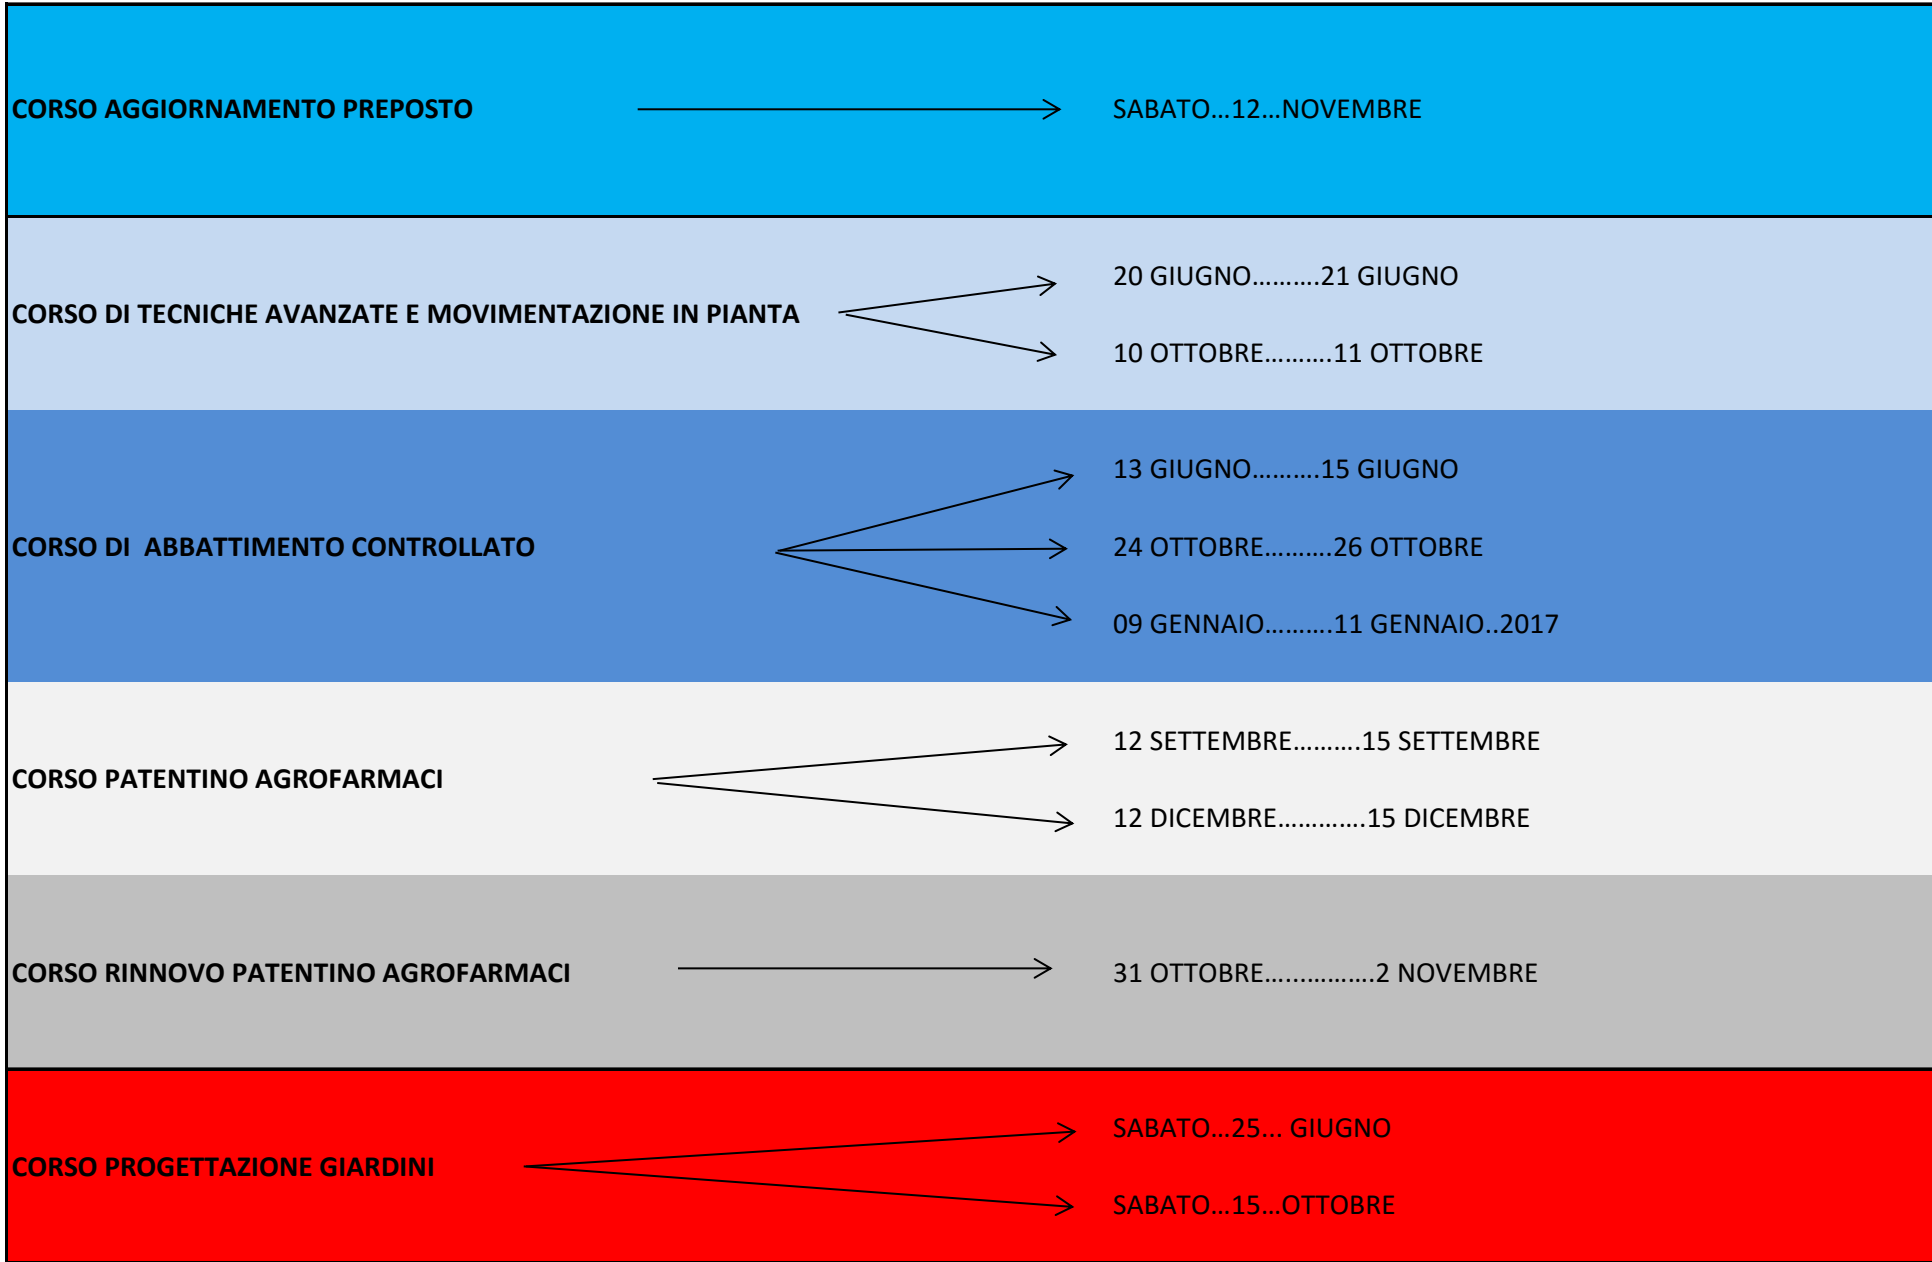 CORSO AGGIORNAMENTO PREPOSTO
SABATO…12…NOVEMBRE
CORSO DI TECNICHE AVANZATE E MOVIMENTAZIONE IN PIANTA
20 GIUGNO……….21 GIUGNO
10 OTTOBRE……….11 OTTOBRE
CORSO DI  ABBATTIMENTO CONTROLLATO
13 GIUGNO……….15 GIUGNO
24 OTTOBRE……….26 OTTOBRE
09 GENNAIO……….11 GENNAIO..2017
CORSO PATENTINO AGROFARMACI
12 SETTEMBRE……….15 SETTEMBRE
12 DICEMBRE………….15 DICEMBRE
CORSO RINNOVO PATENTINO AGROFARMACI
31 OTTOBRE…..……….2 NOVEMBRE
CORSO PROGETTAZIONE GIARDINI
SABATO…25... GIUGNO
SABATO…15…OTTOBRE